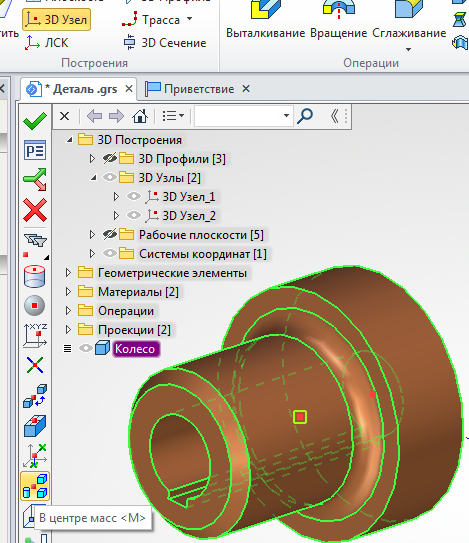 3D Узел
Трасса
ЛСК
3D Сечение
Выталкивание
Вращение
Сглаживание
Построения
Операции
* Деталь .grs
Приветствие
3D Построения
3D Профили [3]
3D Узлы [2]
3D Узел_1
3D Узел_2
Рабочие плоскости [5]
Системы координат [1]
Геометрические элементы
Материалы [2]
Операции
Проекции [2]
Колесо
XYZ
В центре масс <M>